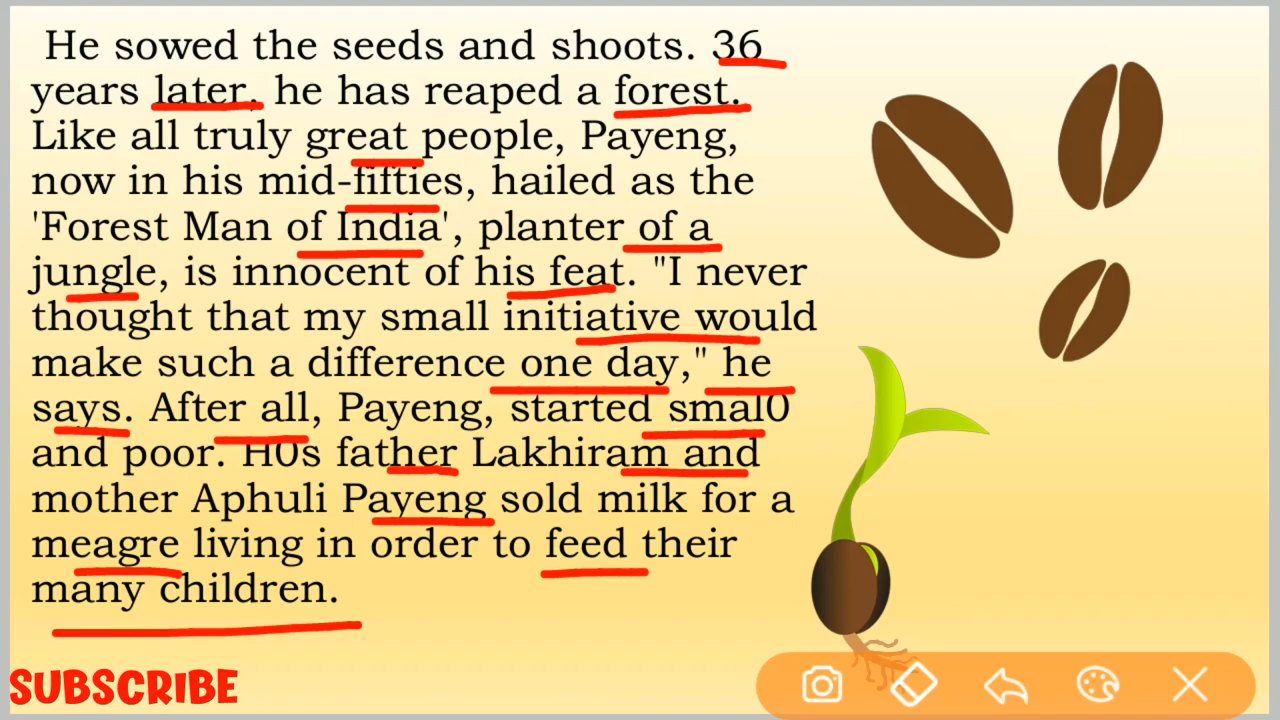 He sowed the seeds and shoots. 36
years later, he has reaped a forest.
Like all truly great people, Payeng,
now in his mid-fifties, hailed as the
'Forest Man of India', planter of a
jungle, is innocent of his feat. "I never
thought that my small initiative would
make such a difference one day," he
says. After all, Payeng, started smal0
and poor. H0s father Lakhiram and
mother Aphuli Payeng sold milk for a
meagre living in order to feed their
many children.
SUBSCRIBE